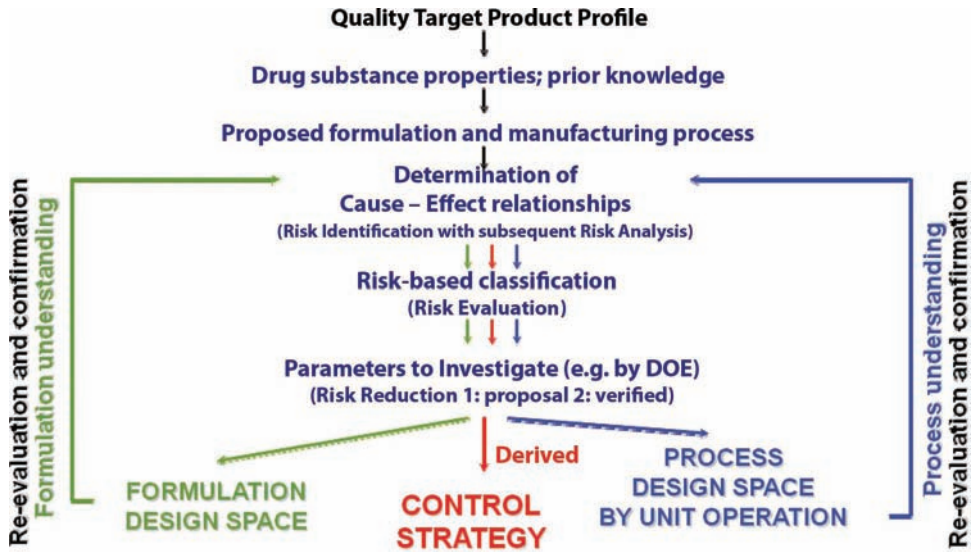 Quality Target Product Profile
Drug substance properties; prior knowledge
Proposed formulation and manufacturing process
Determination of
Cause – Effect relationships
(Risk Identification with subsequent Risk Analysis)
Risk-based classification
(Risk Evaluation)
Parameters to Investigate (e.g. by DOE)
(Risk Reduction 1: proposal 2: verified)
Derived
FORMULATION
DESIGN SPACE
CONTROL
STRATEGY
PROCESS
DESIGN SPACE
BY UNIT OPERATION
Re-evaluation and confirmation
Formulation understanding
Process understanding
Re-evaluation and confirmation